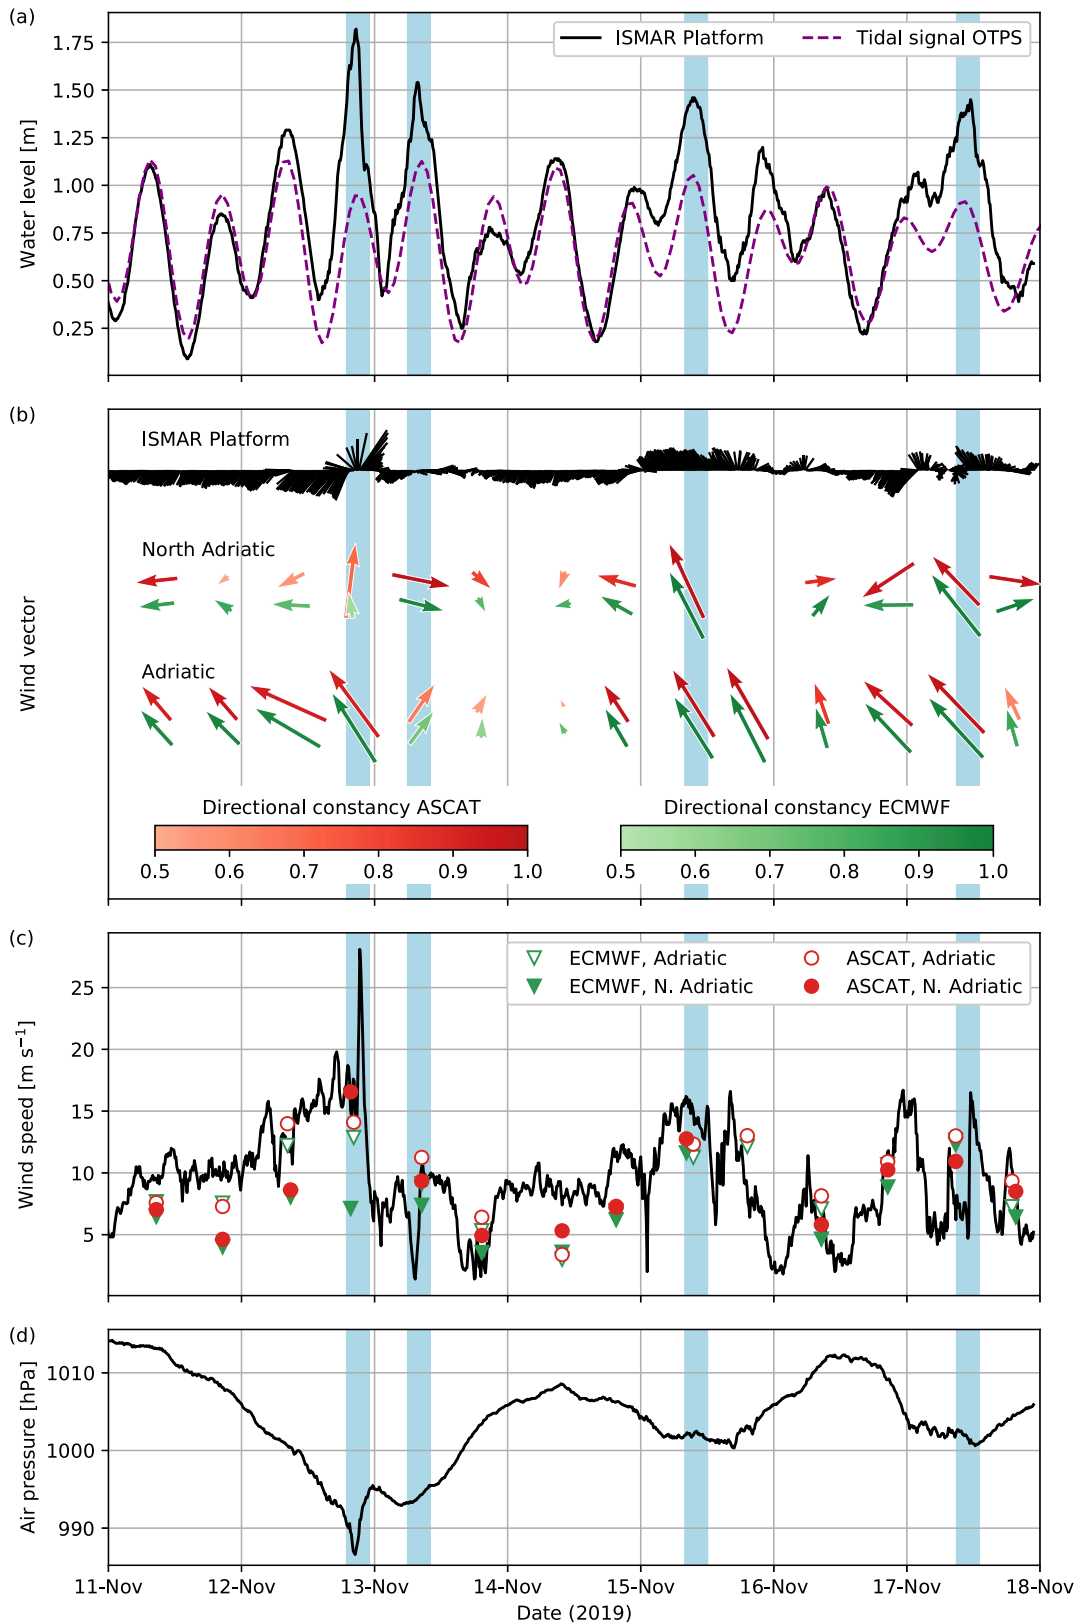 (a)
ISMAR Platform
Tidal signal OTPS
Water level [m]
1.75
1.50
1.25
1.00
0.75
0.50
0.25
(b)
ISMAR Platform
North Adriatic
Adriatic
Wind vector
Directional constancy ASCAT
0.5 0.6 0.7 0.8 0.9 1.0
Directional constancy ECMWF
0.5 0.6 0.7 0.8 0.9 1.0
(c)
ECMWF, Adriatic
ECMWF, N. Adriatic
ASCAT, Adriatic
ASCAT, N. Adriatic
Wind speed [m s⁻¹]
25
20
15
10
5
(d)
Air pressure [hPa]
1010
1000
990
11-Nov 12-Nov 13-Nov 14-Nov 15-Nov 16-Nov 17-Nov 18-Nov
Date (2019)